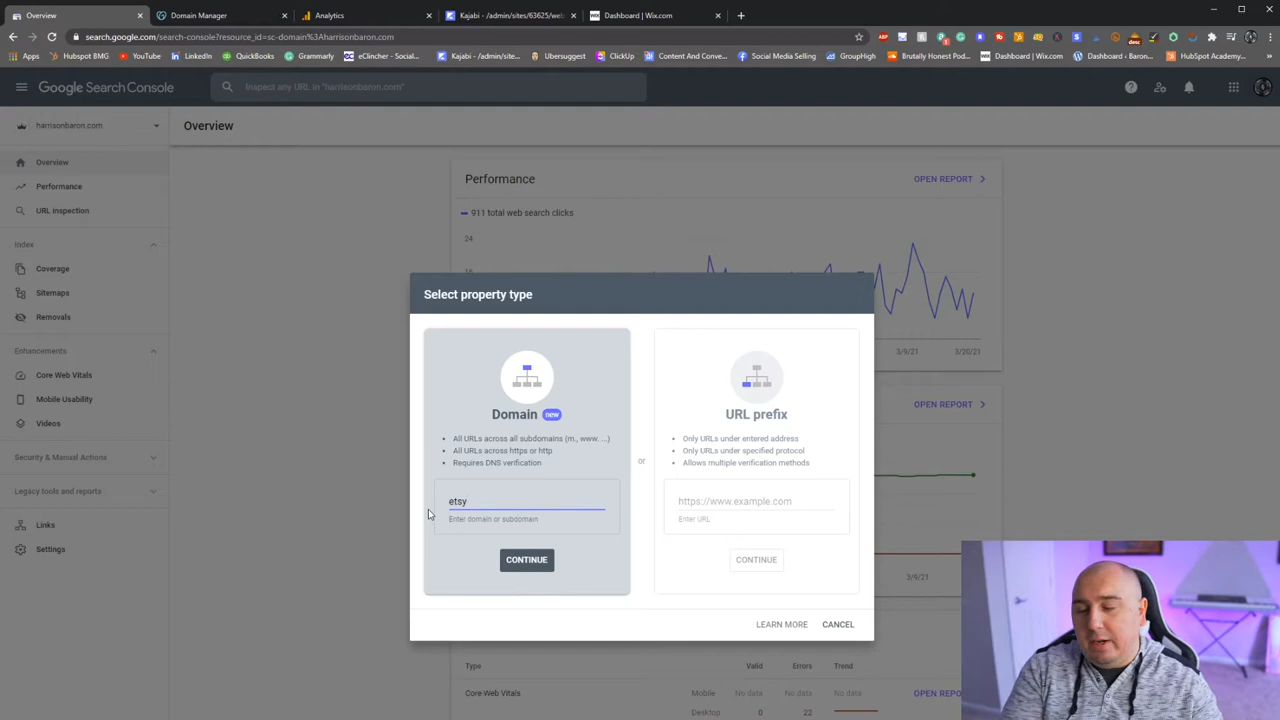 Overview
Domain Manager
Analytics
Kajabi - /admin/sites/63625/web
Dashboard | Wix.com
search.google.com/search-console?resource_id=sc-domain%3Aharrisonbaron.com
Apps
Hubspot BMG
YouTube
LinkedIn
QuickBooks
Grammarly
eClincher - Social...
Kajabi - /admin/site...
Ubersuggest
ClickUp
Content And Conve...
Social Media Selling
GroupHigh
Brutally Honest Pod...
Dashboard | Wix.com
Dashboard ‹ Baron...
HubSpot Academy...
Google Search Console
Inspect any URL in "harrisonbaron.com"
harrisonbaron.com
Overview
Overview
Performance
URL inspection
Index
Coverage
Sitemaps
Removals
Enhancements
Core Web Vitals
Mobile Usability
Videos
Security & Manual Actions
Legacy tools and reports
Links
Settings
Performance
OPEN REPORT
911 total web search clicks
24
3/9/21
3/20/21
OPEN REPORT
3/9/21
Select property type
Domain new
All URLs across all subdomains (m., www. ...)
All URLs across https or http
Requires DNS verification
etsy
Enter domain or subdomain
CONTINUE
or
URL prefix
Only URLs under entered address
Only URLs under specified protocol
Allows multiple verification methods
https://www.example.com
Enter URL
CONTINUE
LEARN MORE
CANCEL
Type
Valid
Errors
Trend
Core Web Vitals
Mobile
No data
No data
No data
OPEN REPO
Desktop
0
22